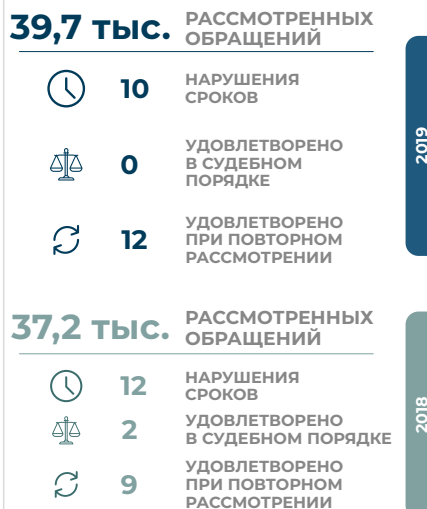 39,7 тыс. РАССМОТРЕННЫХ
ОБРАЩЕНИЙ
10 НАРУШЕНИЯ
СРОКОВ
0 УДОВЛЕТВОРЕНО
В СУДЕБНОМ
ПОРЯДКЕ
12 УДОВЛЕТВОРЕНО
ПРИ ПОВТОРНОМ
РАССМОТРЕНИИ
2019
37,2 тыс. РАССМОТРЕННЫХ
ОБРАЩЕНИЙ
12 НАРУШЕНИЯ
СРОКОВ
2 УДОВЛЕТВОРЕНО
В СУДЕБНОМ ПОРЯДКЕ
9 УДОВЛЕТВОРЕНО
ПРИ ПОВТОРНОМ
РАССМОТРЕНИИ
2018